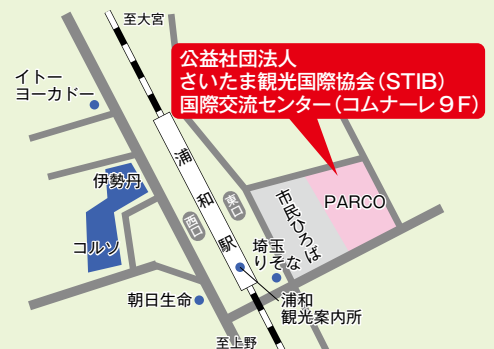 至大宮
公益社団法人
さいたま観光国際協会(STIB)
国際交流センター(コムナーレ9F)
イトー
ヨーカドー
浦和駅
伊勢丹
東口
西口
コルソ
市民ひろば
PARCO
埼玉
りそな
朝日生命
浦和
観光案内所
至上野